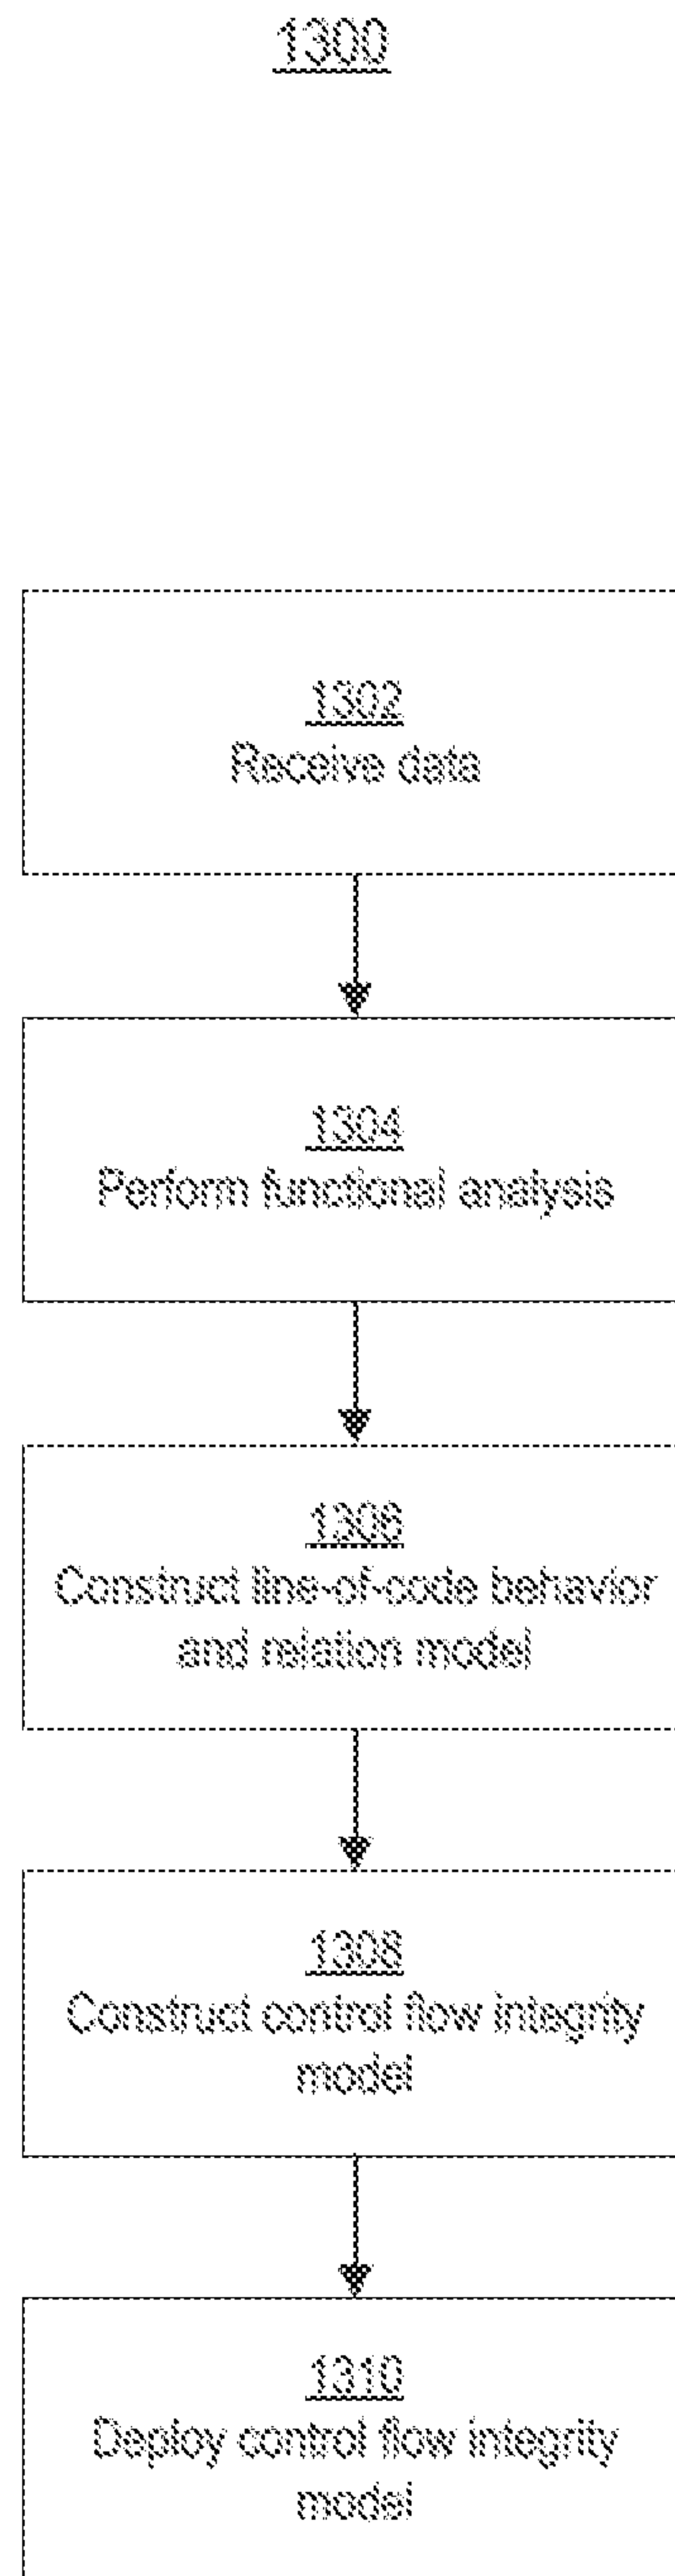 1300
1302
Receive data
1304
Perform functional analysis
1306
Construct line-of-code behavior
and relation model
1308
Construct control flow integrity
model
1310
Deploy control flow integrity
model